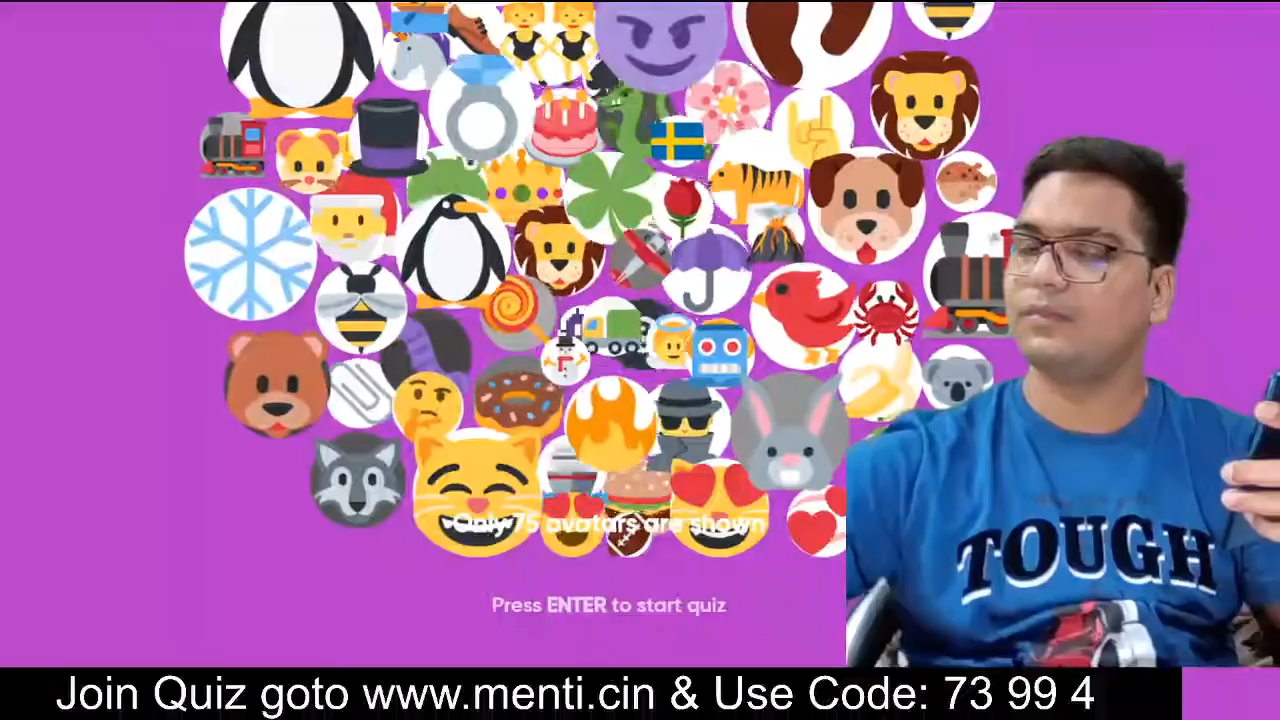 Only 75 avatars are shown
Press ENTER to start quiz
TOUGH
Join Quiz goto www.menti.cin & Use Code: 73 99 4